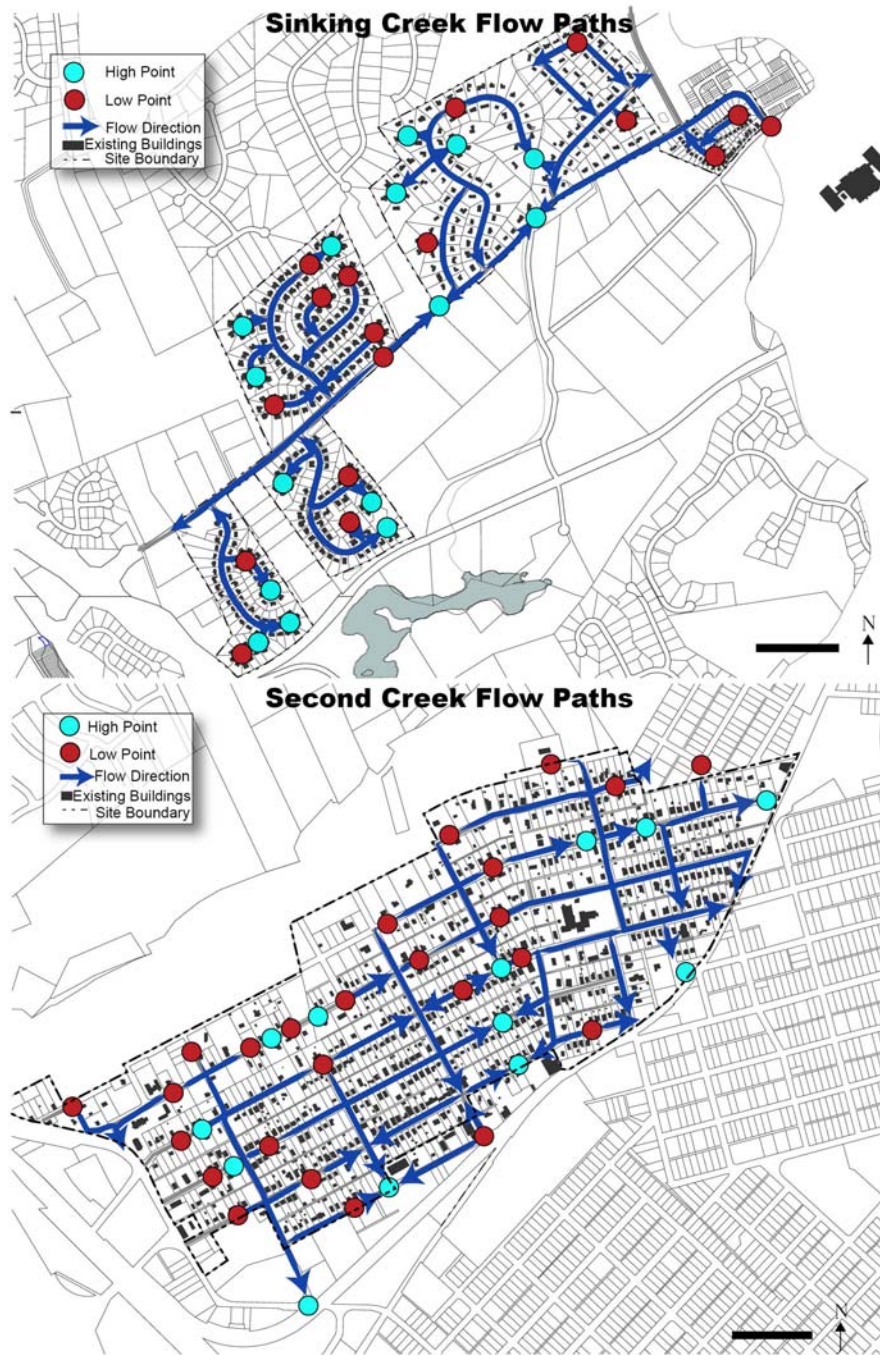 Sinking Creek Flow Paths
High Point
Low Point
Flow Direction
Existing Buildings
Site Boundary
N
Second Creek Flow Paths
High Point
Low Point
Flow Direction
Existing Buildings
Site Boundary
N